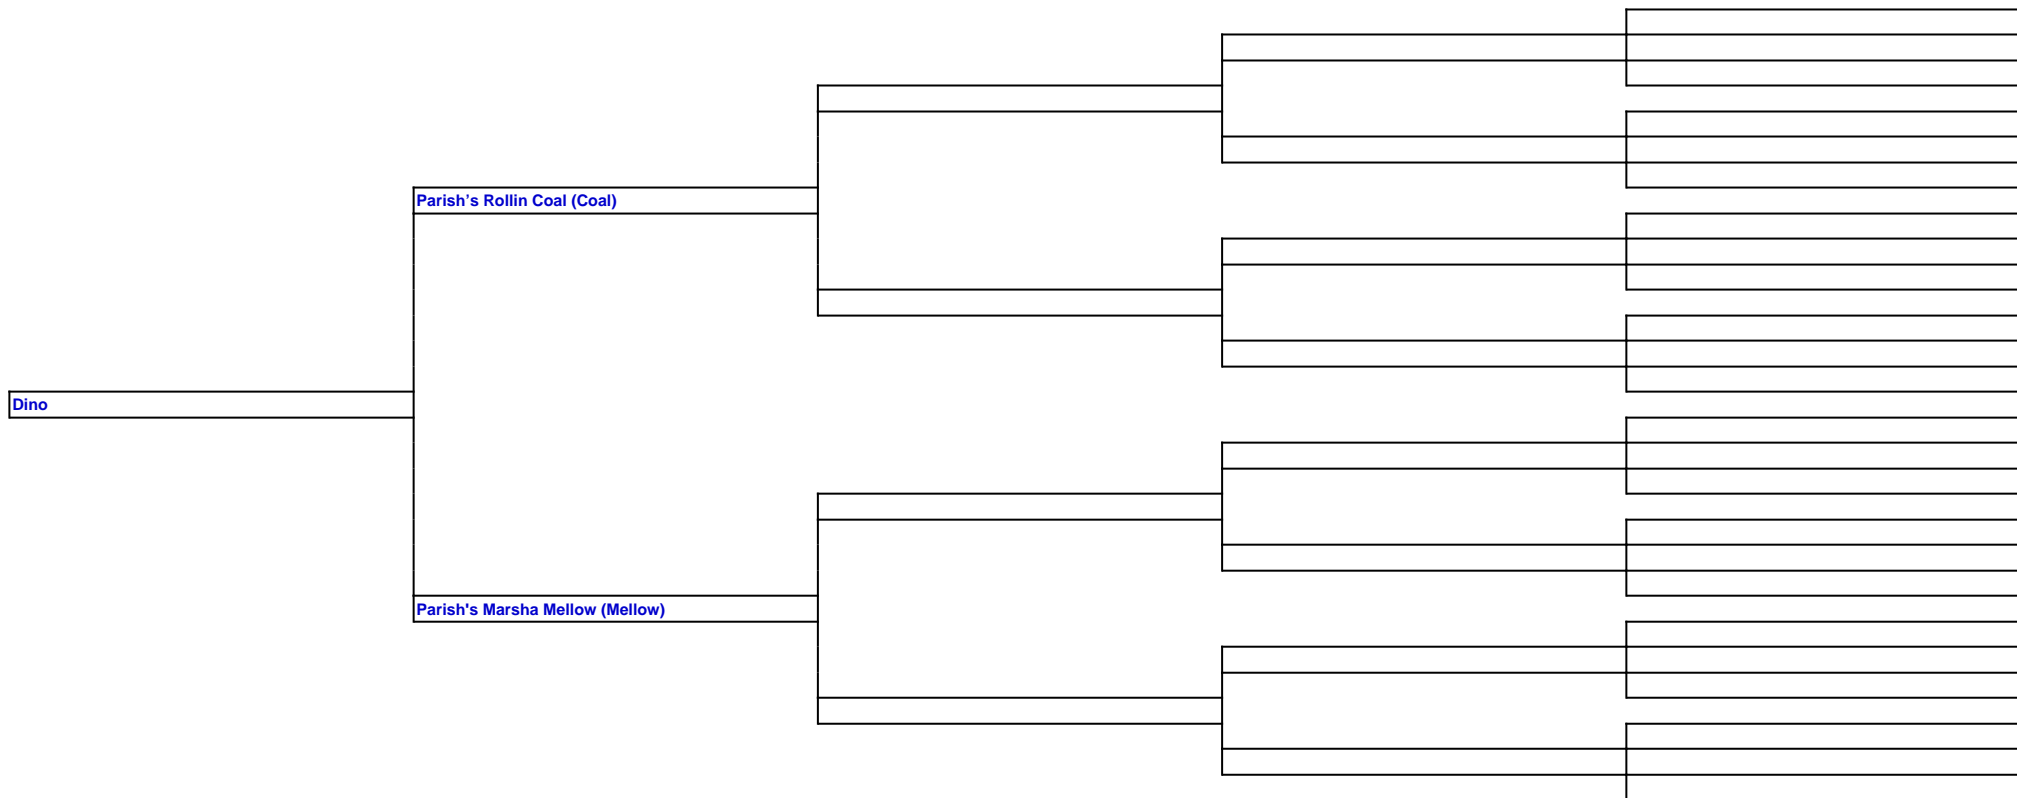 Parish’s Rollin Coal (Coal)
Dino
Parish's Marsha Mellow (Mellow)